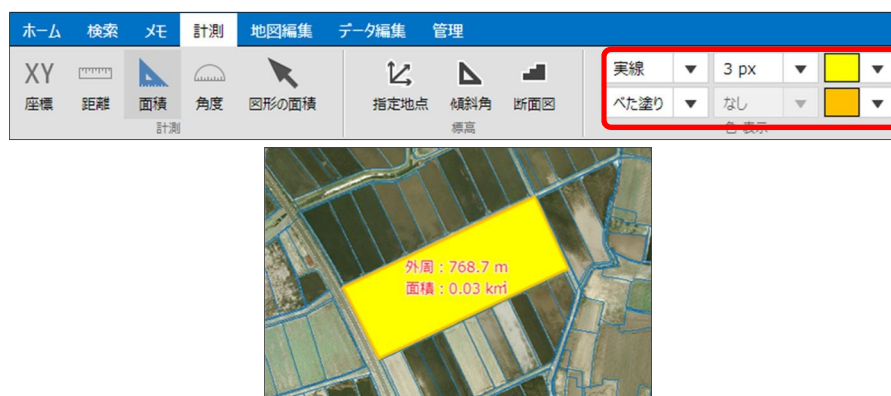 ホーム 検索 メモ 計測 地図編集 データ編集 管理
XY
座標 距離 面積 角度 図形の面積 指定地点 傾斜角 断面図
実線 3 px
べた塗り なし
計測 標高 色・表示
外周：768.7 m
面積：0.03 k㎡